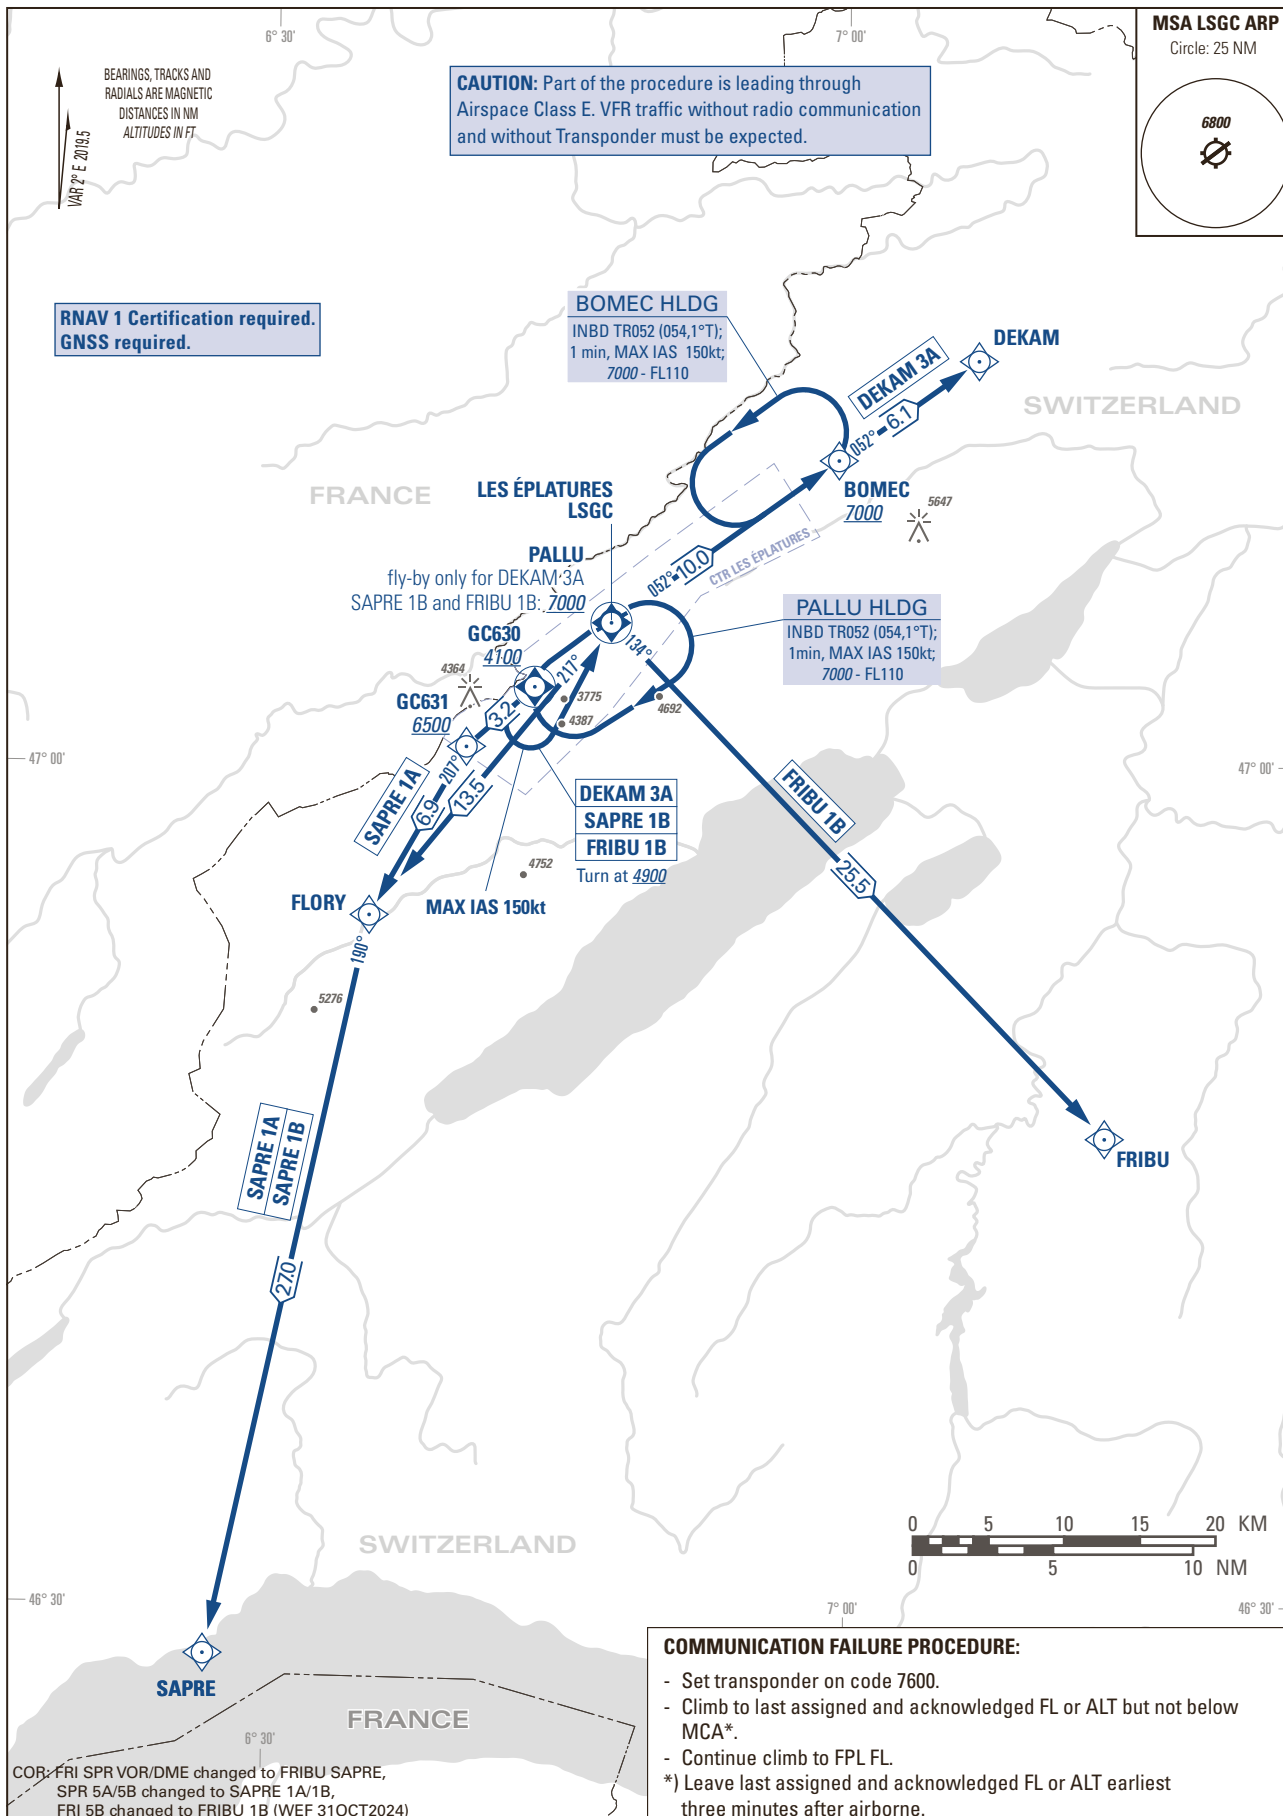 6° 30'
7° 00'
MSA LSGC ARP
Circle: 25 NM
6800
BEARINGS, TRACKS AND
RADIALS ARE MAGNETIC
DISTANCES IN NM
ALTITUDES IN FT
VAR 2° E 2019.5
CAUTION: Part of the procedure is leading through
Airspace Class E. VFR traffic without radio communication
and without Transponder must be expected.
RNAV 1 Certification required.
GNSS required.
BOMEC HLDG
INBD TR052 (054,1°T);
1 min, MAX IAS 150kt;
7000 - FL110
DEKAM
DEKAM 3A
052°
6.1
SWITZERLAND
FRANCE
BOMEC
7000
5647
LES ÉPLATURES
LSGC
PALLU
fly-by only for DEKAM 3A
SAPRE 1B and FRIBU 1B: 7000
052°
10.0
CTR LES ÉPLATURES
PALLU HLDG
INBD TR052 (054,1°T);
1min, MAX IAS 150kt;
7000 - FL110
GC630
4100
134°
217°
4364
GC631
6500
3.2
3775
4387
4692
47° 00'
47° 00'
207°
SAPRE 1A
6.9
13.5
DEKAM 3A
SAPRE 1B
FRIBU 1B
Turn at 4900
FRIBU 1B
25.5
4752
FLORY
MAX IAS 150kt
190°
5276
SAPRE 1A
SAPRE 1B
FRIBU
27.0
SWITZERLAND
0 5 10 15 20 KM
0 5 10 NM
46° 30'
7° 00'
46° 30'
SAPRE
FRANCE
6° 30'
COMMUNICATION FAILURE PROCEDURE:
- Set transponder on code 7600.
- Climb to last assigned and acknowledged FL or ALT but not below
MCA*.
- Continue climb to FPL FL.
*) Leave last assigned and acknowledged FL or ALT earliest
three minutes after airborne.
COR: FRI SPR VOR/DME changed to FRIBU SAPRE,
SPR 5A/5B changed to SAPRE 1A/1B,
FRI 5B changed to FRIBU 1B (WEF 31OCT2024)